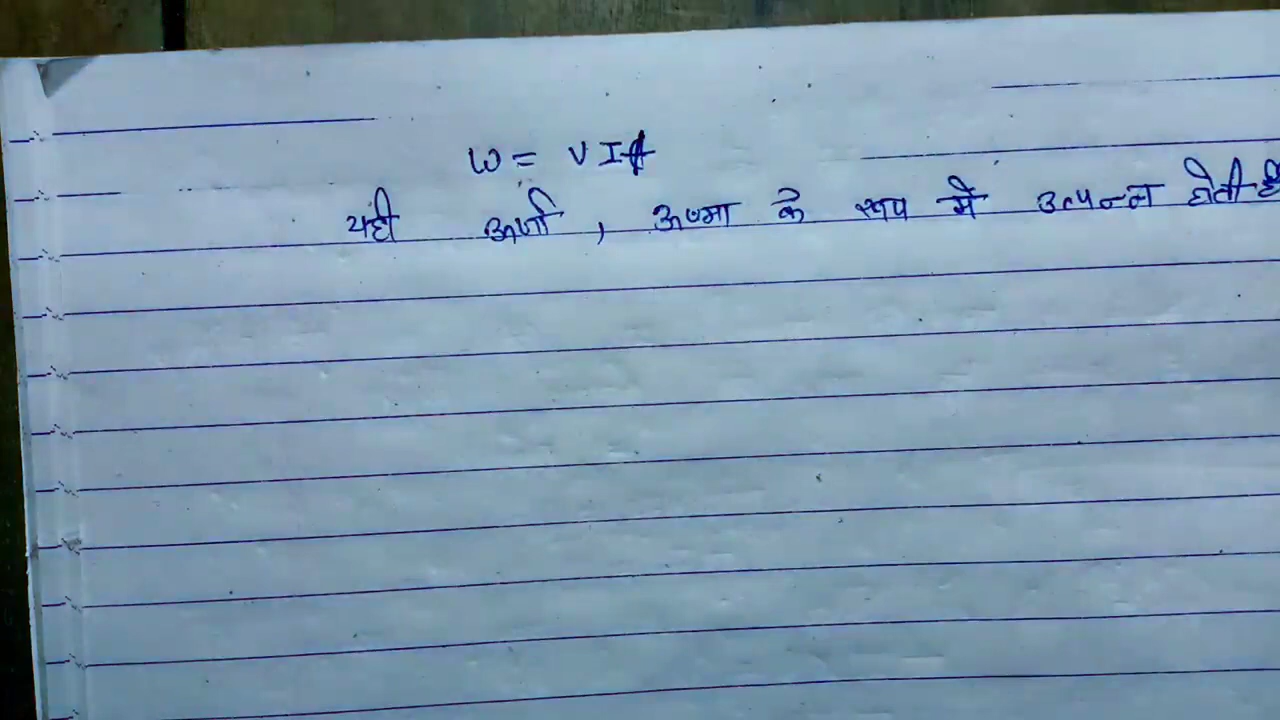 W = VIt
यही ऊर्जा , ऊष्मा के रूप में उत्पन्न होती है